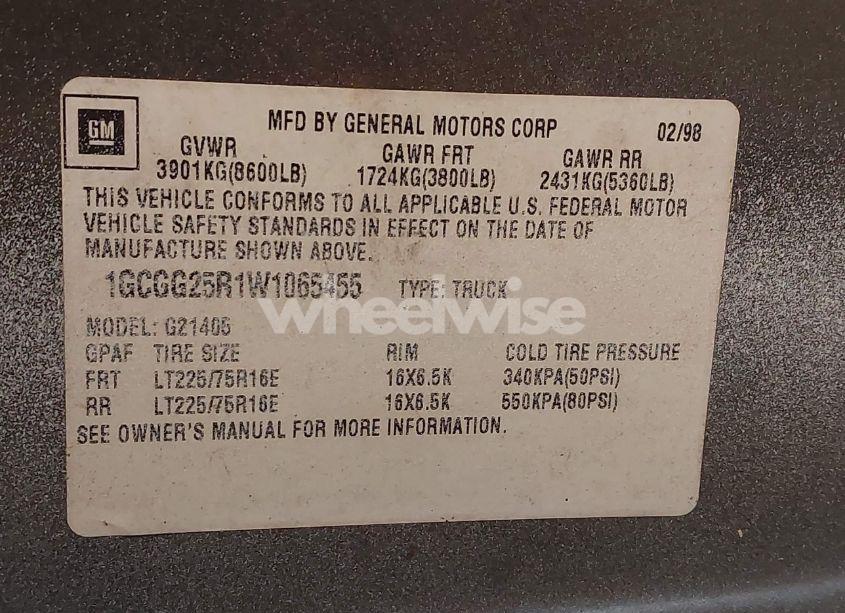 GM
MFD BY GENERAL MOTORS CORP 02/98
GVWR GAWR FRT GAWR RR
3901KG(8600LB) 1724KG(3800LB) 2431KG(5360LB)
THIS VEHICLE CONFORMS TO ALL APPLICABLE U.S. FEDERAL MOTOR
VEHICLE SAFETY STANDARDS IN EFFECT ON THE DATE OF
MANUFACTURE SHOWN ABOVE.
1GCGG25R1W1065455 TYPE: TRUCK
wheelwise
MODEL: G21405
GPAF TIRE SIZE RIM COLD TIRE PRESSURE
FRT LT225/75R16E 16X6.5K 340KPA(50PSI)
RR LT225/75R16E 16X6.5K 550KPA(80PSI)
SEE OWNER'S MANUAL FOR MORE INFORMATION.